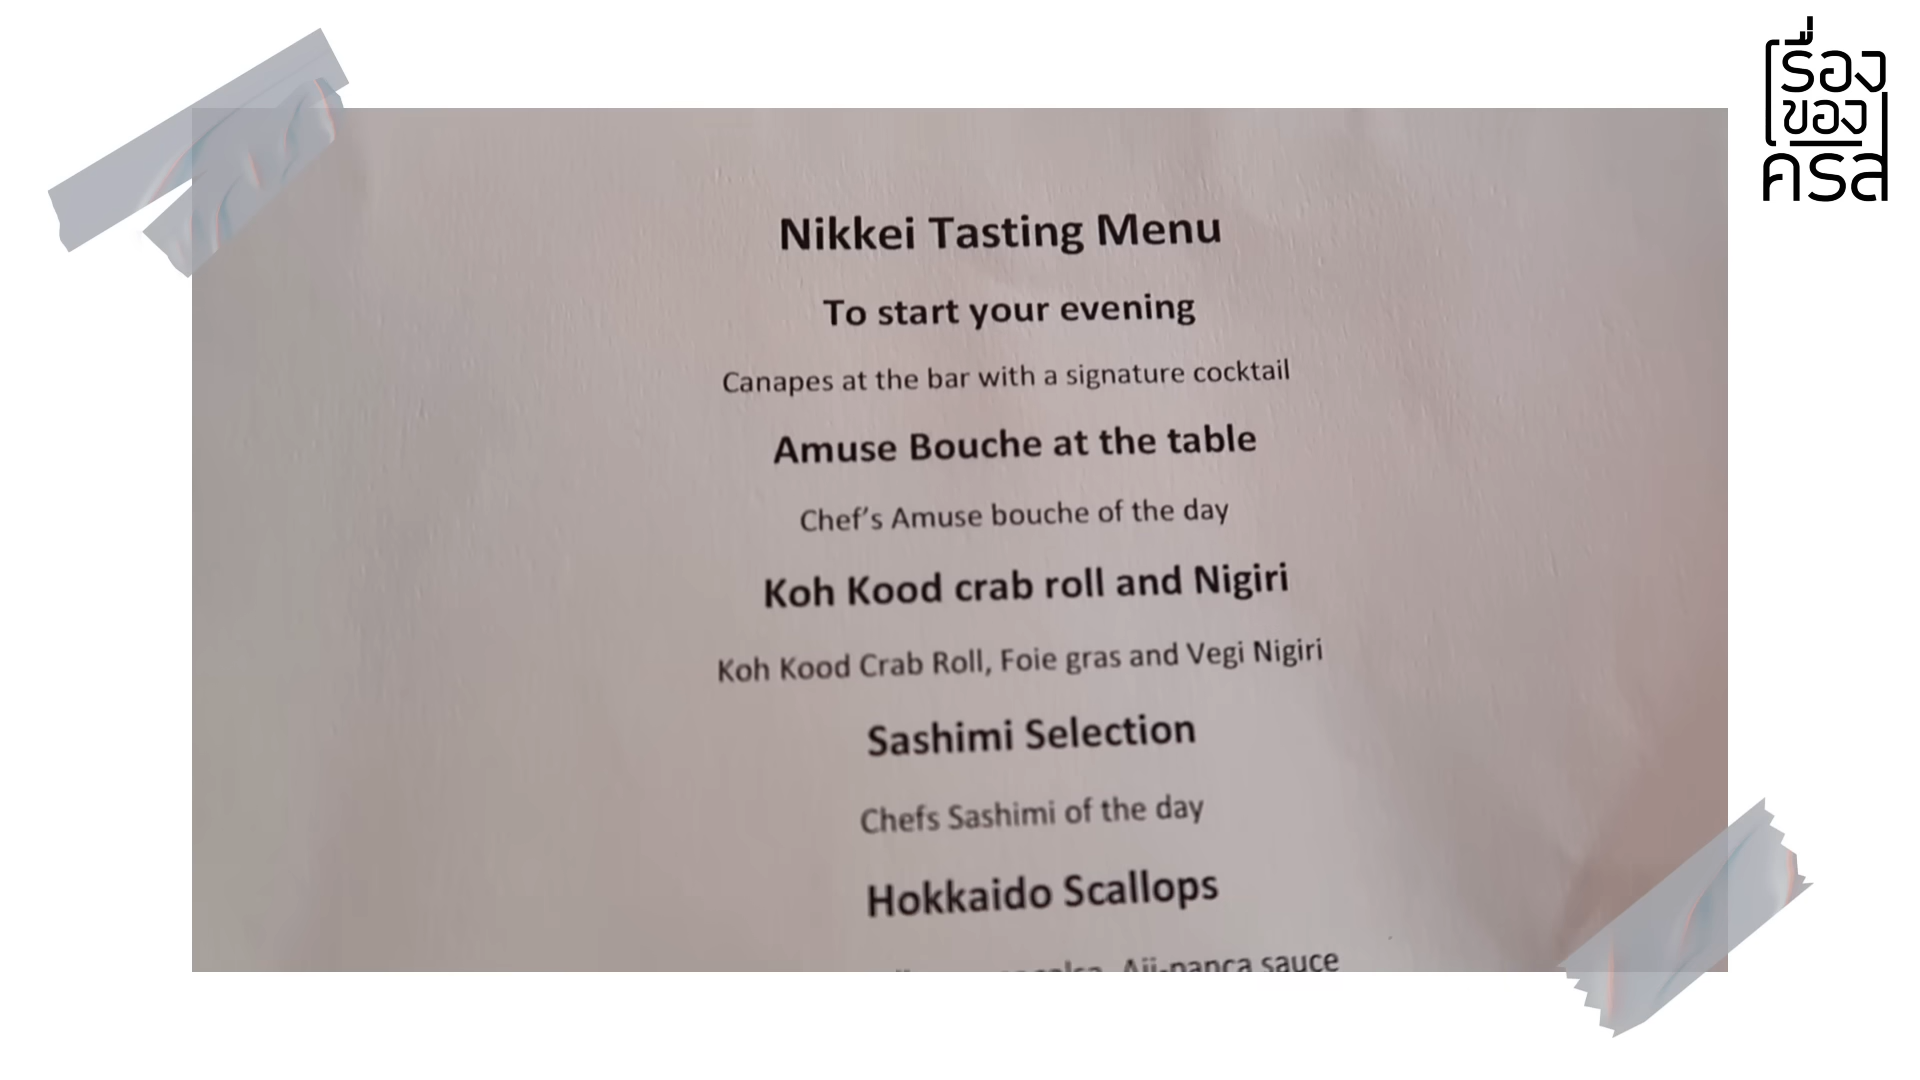 เรื่อง
ของ
ครส
Nikkei Tasting Menu
To start your evening
Canapes at the bar with a signature cocktail
Amuse Bouche at the table
Chef's Amuse bouche of the day
Koh Kood crab roll and Nigiri
Koh Kood Crab Roll, Foie gras and Vegi Nigiri
Sashimi Selection
Chefs Sashimi of the day
Hokkaido Scallops
sauce